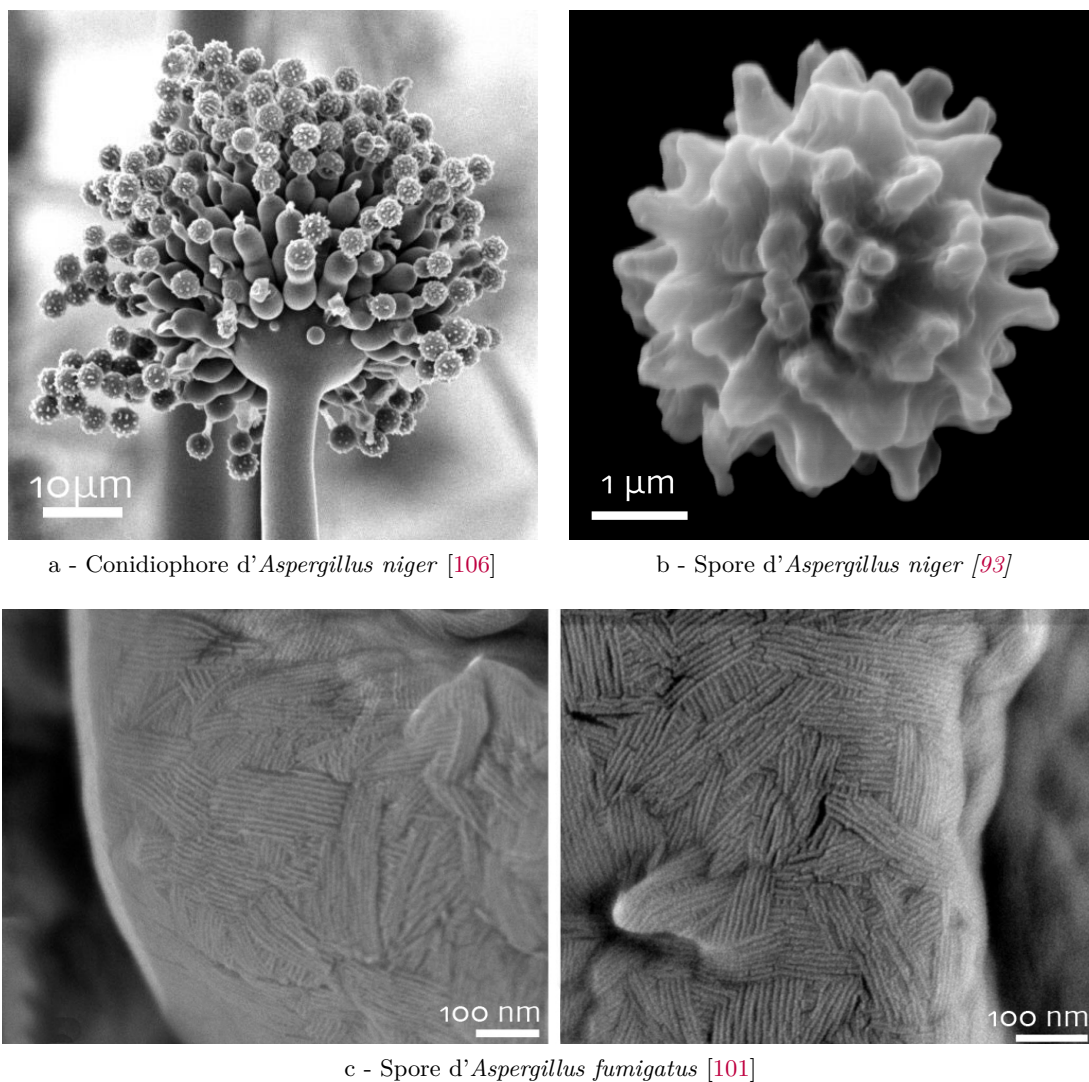 10µm
1 µm
a - Conidiophore d'Aspergillus niger [106]
b - Spore d'Aspergillus niger [93]
100 nm
100 nm
c - Spore d'Aspergillus fumigatus [101]